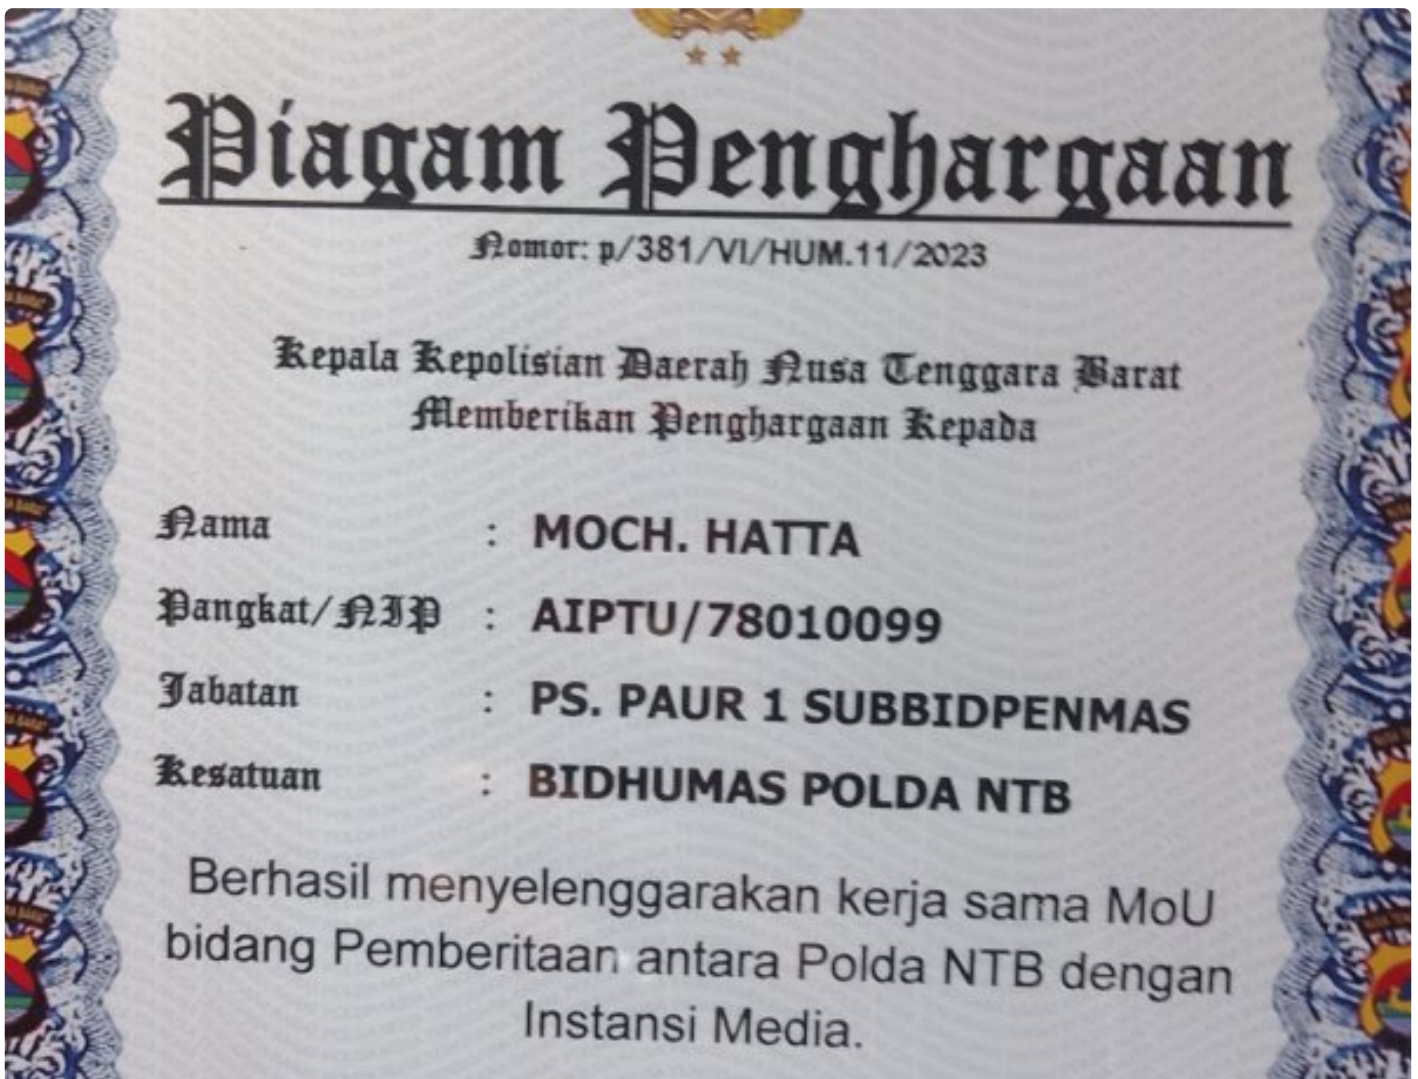 Piagam Penghargaan
Nomor: p/381/VI/HUM.11/2023
Kepala Kepolisian Daerah Nusa Tenggara Barat
Memberikan Penghargaan Kepada
Nama : MOCH. HATTA
Pangkat/NIP : AIPTU/78010099
Jabatan : PS. PAUR 1 SUBBIDPENMAS
Kesatuan : BIDHUMAS POLDA NTB
Berhasil menyelenggarakan kerja sama MoU
bidang Pemberitaan antara Polda NTB dengan
Instansi Media.